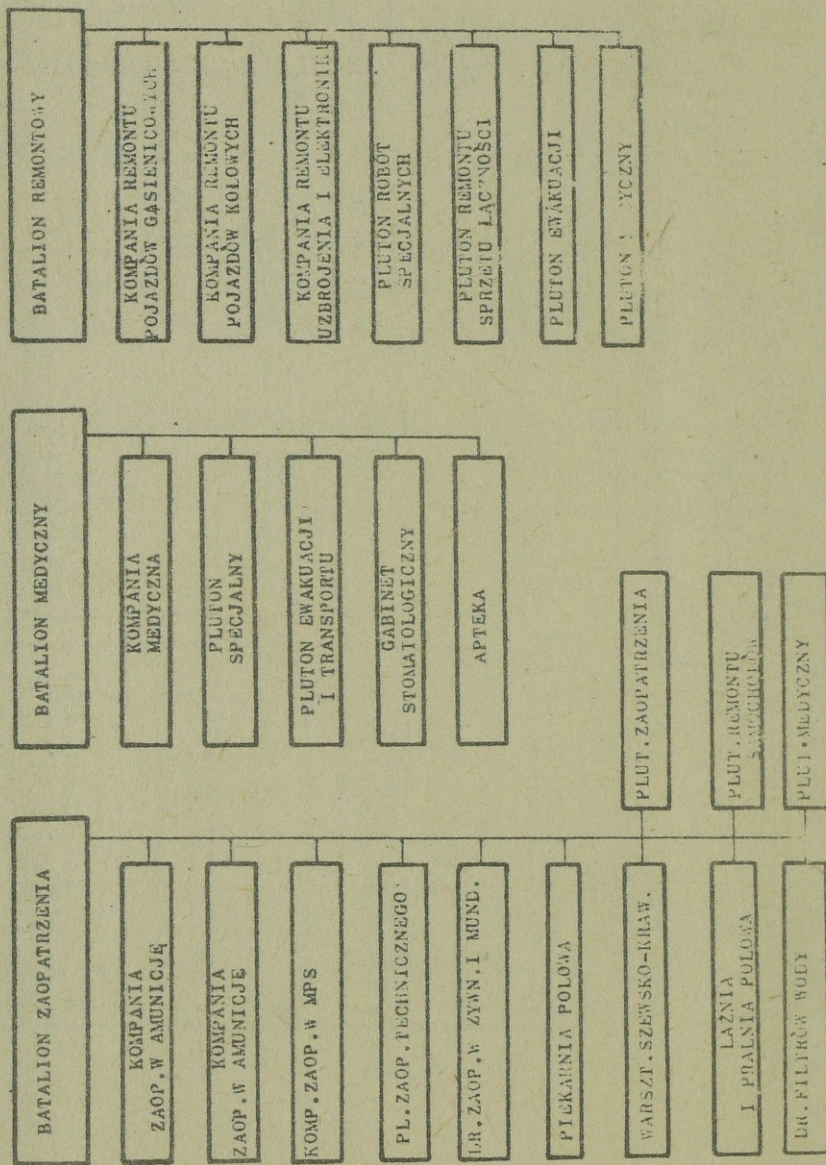 BATALION ZAOPATRZENIA
KOMPANIA
ZAOP.W AMUNICJĘ
KOMPANIA
ZAOP.W AMUNICJĘ
KOMP.ZAOP.W MPS
PL.ZAOP.TECHNICZNEGO
DR.ZAOP.W ŻYWN.I MUND.
PIEKARNIA POLOWA
WARSZT.SZEWSKO-KRAW.
ŁAŹNIA
I PRALNIA POLOWA
DR.FILTRÓW WODY
PLUT.ZAOPATRZENIA
PLUT.REMONTU
SAMOCHODÓW
PLUT.MEDYCZNY
BATALION MEDYCZNY
KOMPANIA
MEDYCZNA
PLUTON
SPECJALNY
PLUTON EWAKUACJI
I TRANSPORTU
GABINET
STOMATOLOGICZNY
APTEKA
BATALION REMONTOWY
KOMPANIA REMONTU
POJAZDÓW GĄSIENICOWYCH
KOMPANIA REMONTU
POJAZDÓW KOŁOWYCH
KOMPANIA REMONTU
UZBROJENIA I ELEKTRONIKI
PLUTON ROBÓT
SPECJALNYCH
PLUTON REMONTU
SPRZĘTU ŁĄCZNOŚCI
PLUTON EWAKUACJI
PLUTON